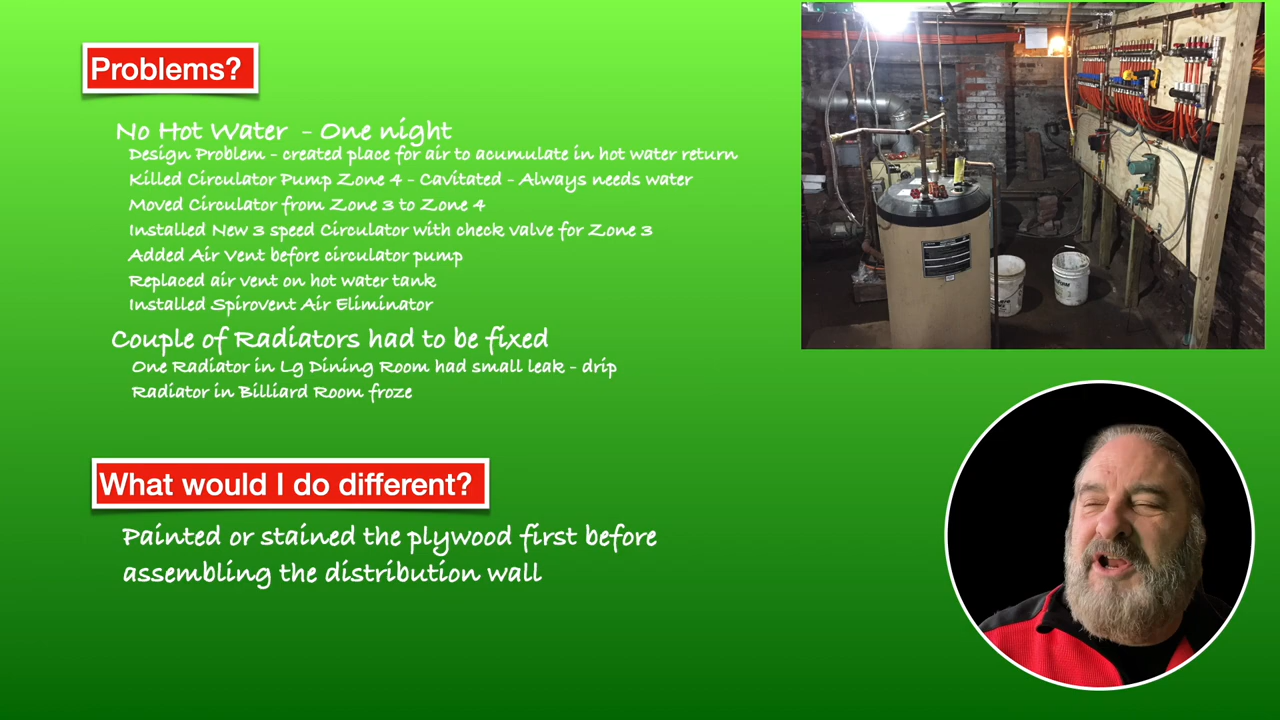 Problems?
No Hot Water - One night
Design Problem - created place for air to acumulate in hot water return
Killed Circulator Pump Zone 4 - Cavitated - Always needs water
Moved Circulator from Zone 3 to Zone 4
Installed New 3 speed Circulator with check valve for Zone 3
Added Air Vent before circulator pump
Replaced air vent on hot water tank
Installed Spirovent Air Eliminator
Couple of Radiators had to be fixed
One Radiator in Lg Dining Room had small leak - drip
Radiator in Billiard Room froze
What would I do different?
Painted or stained the plywood first before
assembling the distribution wall